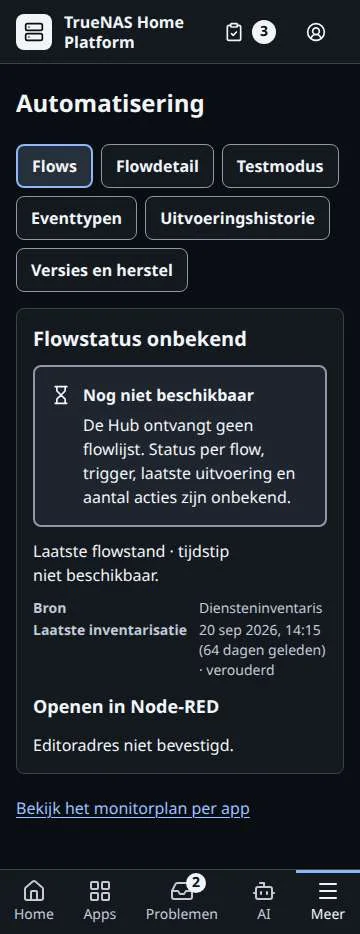 TrueNAS Home
Platform
3
Automatisering
Flows
Flowdetail
Testmodus
Eventtypen
Uitvoeringshistorie
Versies en herstel
Flowstatus onbekend
Nog niet beschikbaar
De Hub ontvangt geen
flowlijst. Status per flow,
trigger, laatste uitvoering en
aantal acties zijn onbekend.
Laatste flowstand · tijdstip
niet beschikbaar.
Bron Diensteninventaris
Laatste inventarisatie 20 sep 2026, 14:15
(64 dagen geleden)
· verouderd
Openen in Node-RED
Editoradres niet bevestigd.
Bekijk het monitorplan per app
2
Home Apps Problemen AI Meer